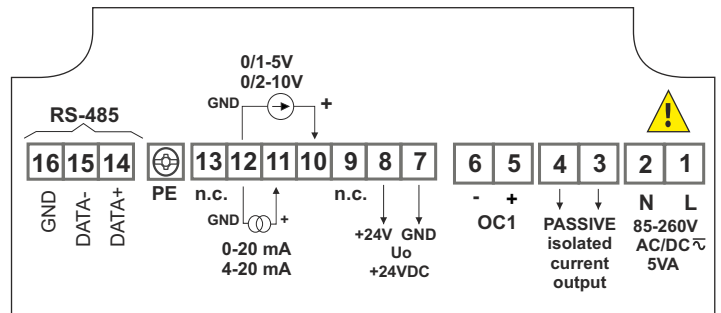 0/1-5V
0/2-10V
GND +
RS-485
16 15 14 13 12 11 10 9 8 7 6 5 4 3 2 1
PE n.c. n.c. - + N L
GND
DATA-
DATA+
GND +
0-20 mA
4-20 mA
+24V GND
Uo
+24VDC
OC1
PASSIVE
isolated
current
output
85-260V
AC/DC
5VA